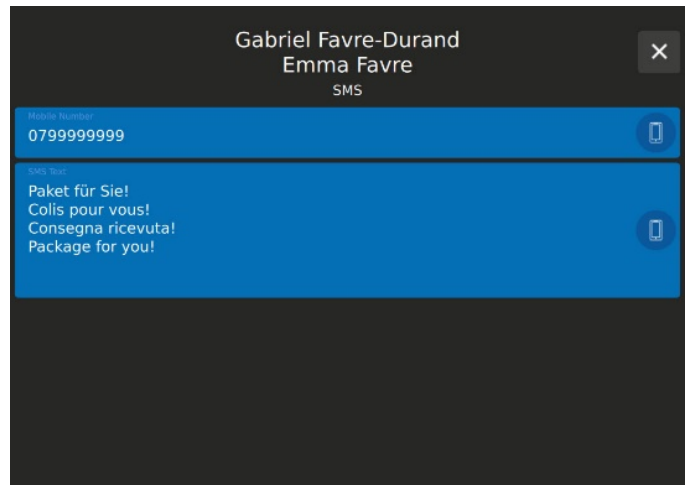 Gabriel Favre-Durand
Emma Favre
SMS
Mobile Number
0799999999
SMS Text
Paket für Sie!
Colis pour vous!
Consegna ricevuta!
Package for you!